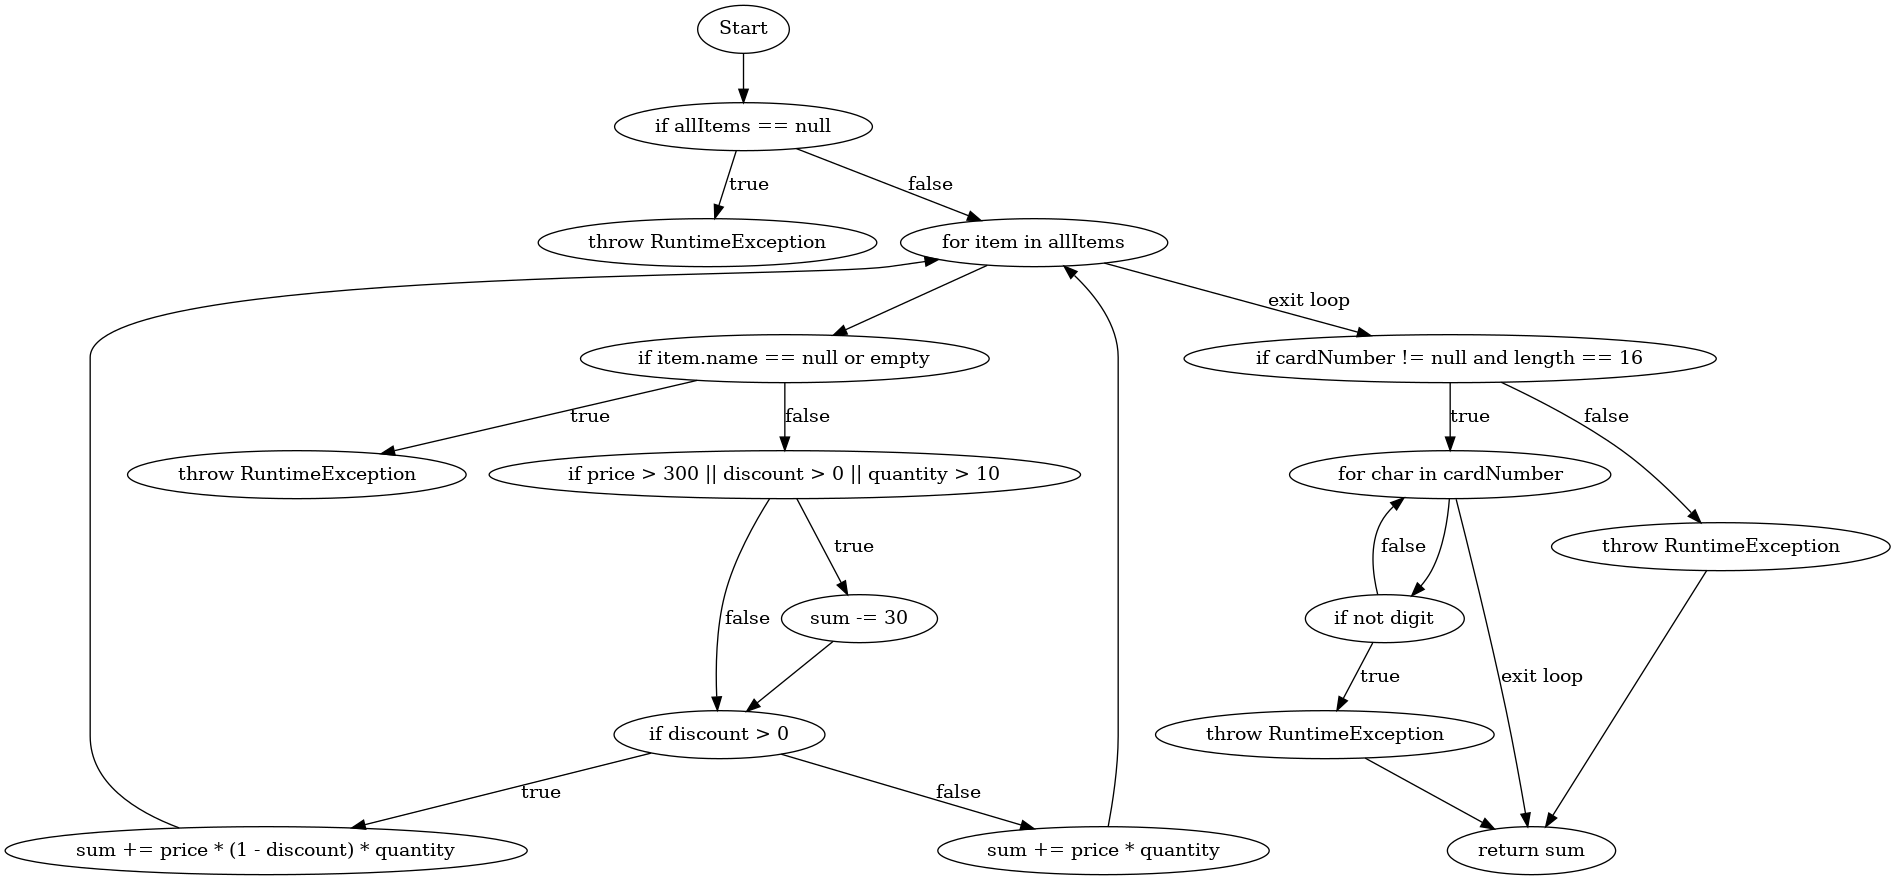 Start
if allItems == null
true
false
throw RuntimeException
for item in allItems
exit loop
if item.name == null or empty
if cardNumber != null and length == 16
true
false
true
false
throw RuntimeException
if price > 300 || discount > 0 || quantity > 10
for char in cardNumber
true
false
throw RuntimeException
false
sum -= 30
if not digit
true
exit loop
if discount > 0
throw RuntimeException
true
false
sum += price * (1 - discount) * quantity
sum += price * quantity
return sum